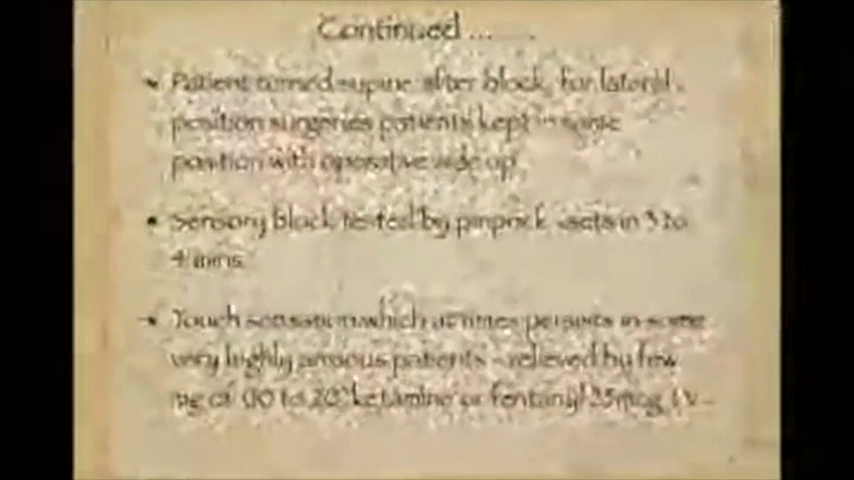 Continued ......
Patient turned supine after block, for lateral
position surgeries patients kept in same
position with operative side up
Sensory block tested by pinprick sets in 3 to
4 mins
Touch sensation which at times persists in some
very highly anxious patients - relieved by few
mg of (10 to 20) ketamine or fentanyl 25mcg I.V.